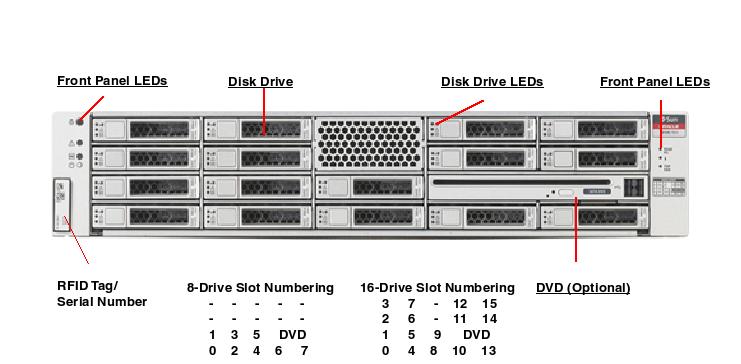 Front Panel LEDs
Disk Drive
Disk Drive LEDs
Front Panel LEDs
Sun
RFID Tag/
Serial Number
8-Drive Slot Numbering
- - - - -
- - - - -
1 3 5 DVD
0 2 4 6 7
16-Drive Slot Numbering
3 7 - 12 15
2 6 - 11 14
1 5 9 DVD
0 4 8 10 13
DVD (Optional)